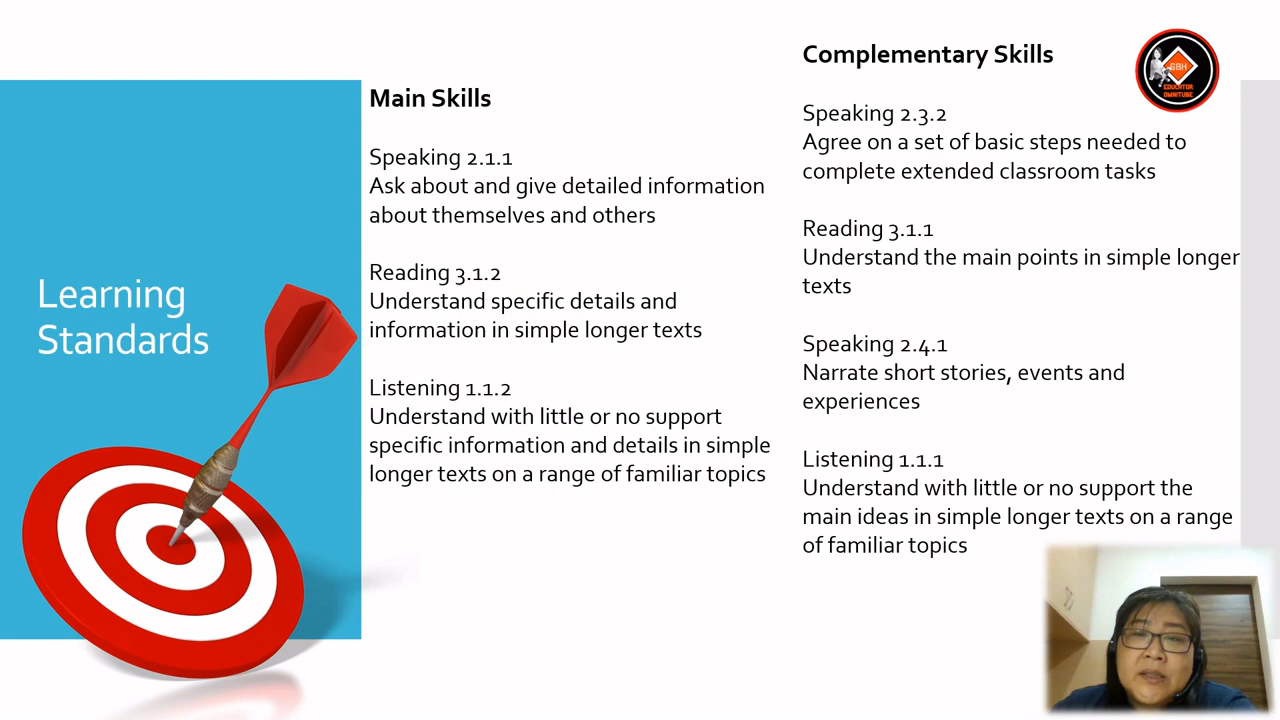 Learning
Standards
Main Skills
Speaking 2.1.1
Ask about and give detailed information
about themselves and others
Reading 3.1.2
Understand specific details and
information in simple longer texts
Listening 1.1.2
Understand with little or no support
specific information and details in simple
longer texts on a range of familiar topics
Complementary Skills
Speaking 2.3.2
Agree on a set of basic steps needed to
complete extended classroom tasks
Reading 3.1.1
Understand the main points in simple longer
texts
Speaking 2.4.1
Narrate short stories, events and
experiences
Listening 1.1.1
Understand with little or no support the
main ideas in simple longer texts on a range
of familiar topics
GBH
EDUCATOR
OMNITUBE